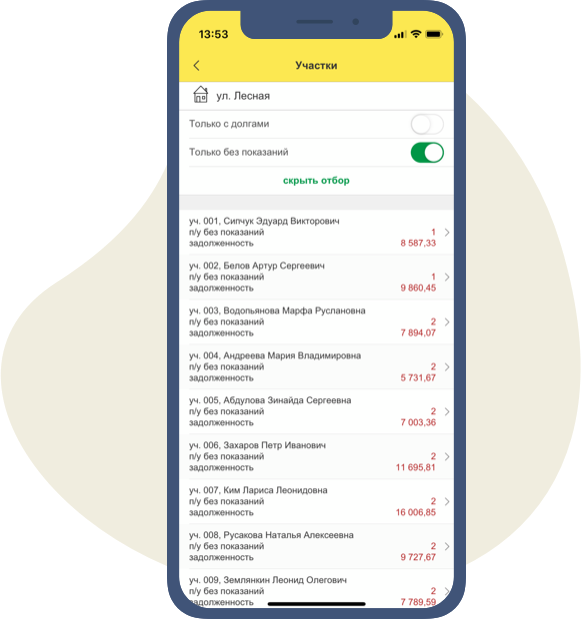 13:53
Участки
ул. Лесная
Только с долгами
Только без показаний
скрыть отбор
уч. 001, Сипчук Эдуард Викторович
п/у без показаний 1
задолженность 8 587,33
уч. 002, Белов Артур Сергеевич
п/у без показаний 1
задолженность 9 860,45
уч. 003, Водопьянова Марфа Руслановна
п/у без показаний 2
задолженность 7 894,07
уч. 004, Андреева Мария Владимировна
п/у без показаний 2
задолженность 5 731,67
уч. 005, Абдулова Зинайда Сергеевна
п/у без показаний 2
задолженность 7 003,36
уч. 006, Захаров Петр Иванович
п/у без показаний 2
задолженность 11 695,81
уч. 007, Ким Лариса Леонидовна
п/у без показаний 2
задолженность 16 006,85
уч. 008, Русакова Наталья Алексеевна
п/у без показаний 2
задолженность 9 727,67
уч. 009, Землянкин Леонид Олегович
п/у без показаний 2
задолженность 7 789,59